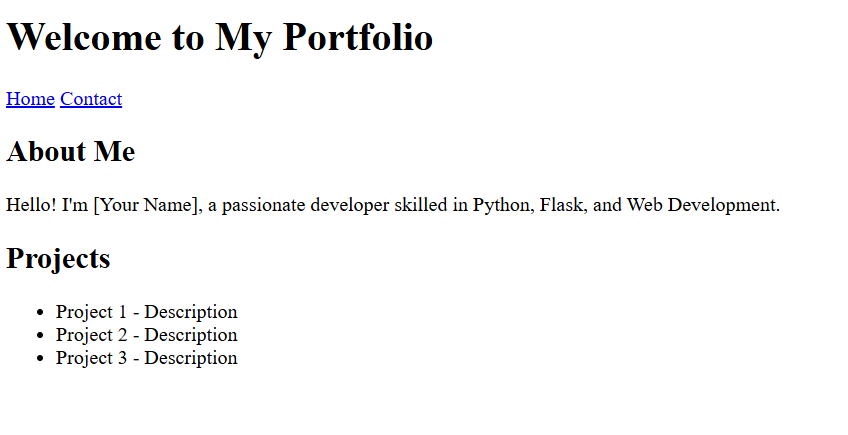 Welcome to My Portfolio
Home Contact
About Me
Hello! I'm [Your Name], a passionate developer skilled in Python, Flask, and Web Development.
Projects
• Project 1 - Description
• Project 2 - Description
• Project 3 - Description